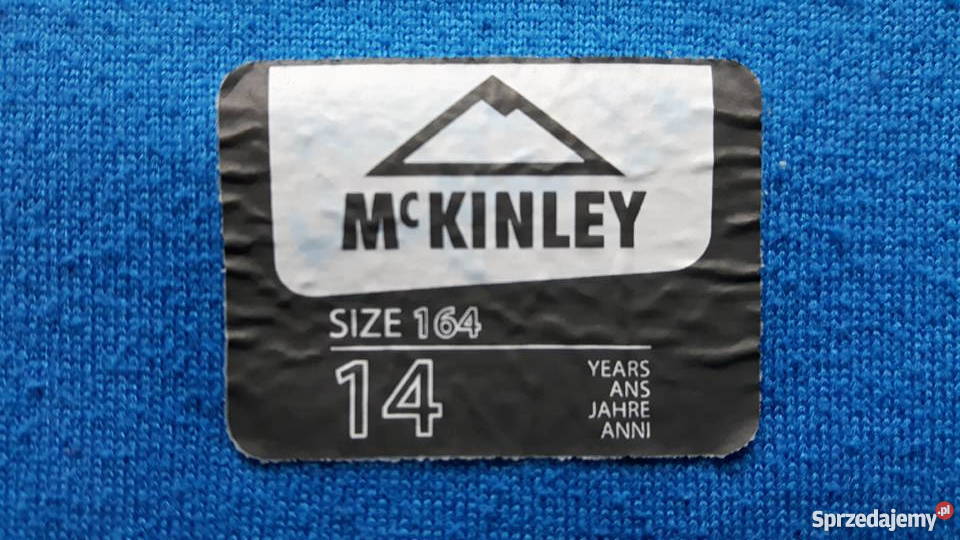 McKINLEY
SIZE 164
14
YEARS
ANS
JAHRE
ANNI
Sprzedajemy.pl